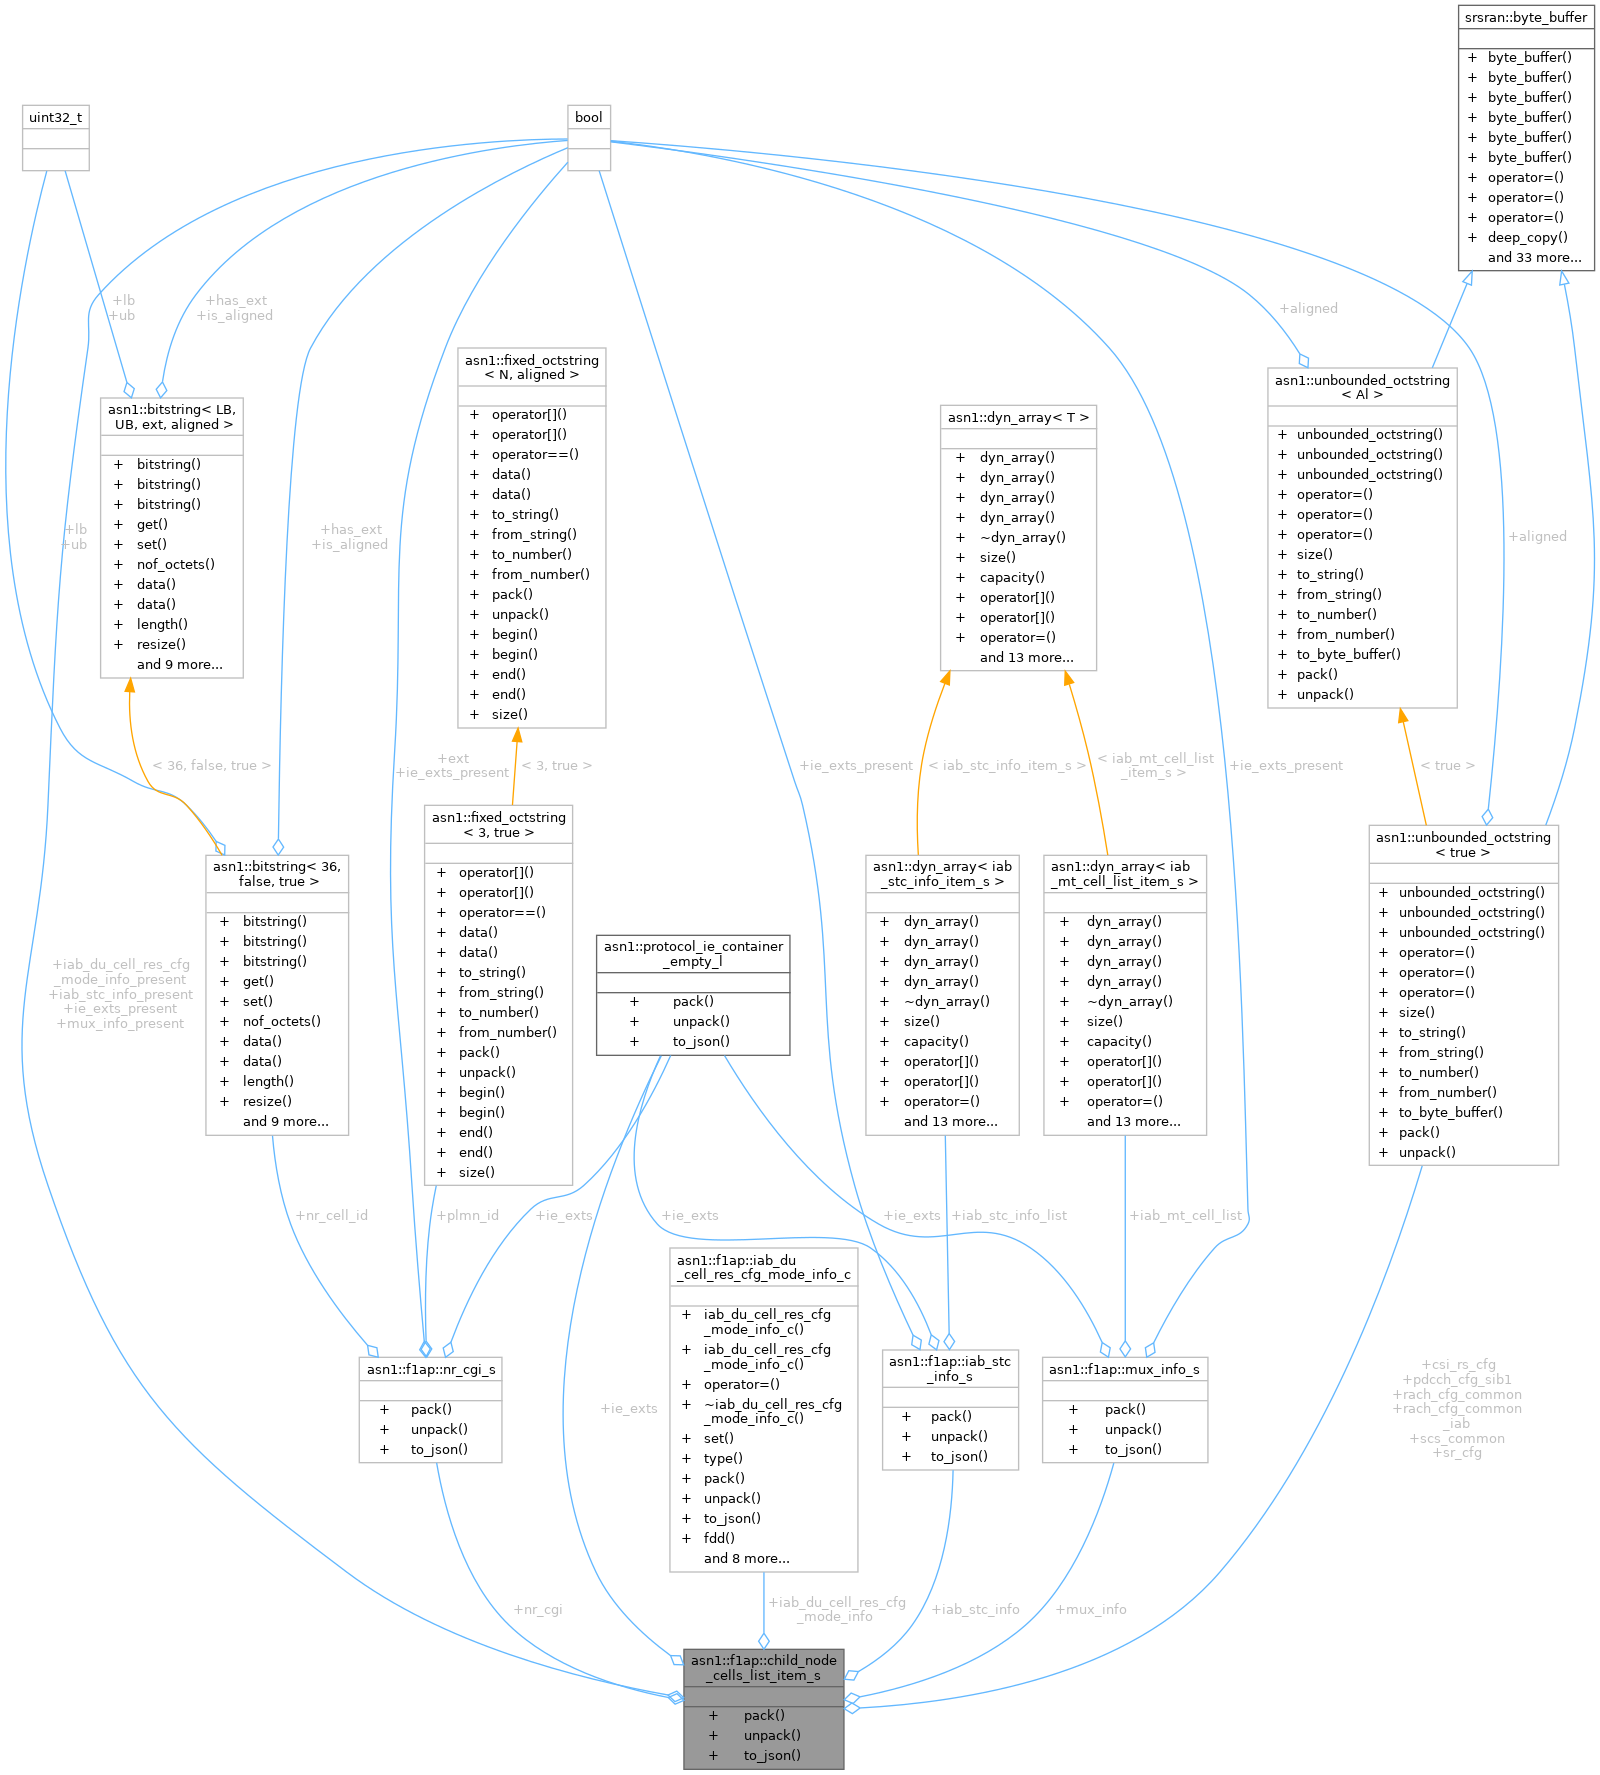 srsran::byte_buffer
+ byte_buffer()
+ byte_buffer()
+ byte_buffer()
+ byte_buffer()
+ byte_buffer()
+ byte_buffer()
+ operator=()
+ operator=()
+ operator=()
+ deep_copy()
and 33 more...
uint32_t
bool
+lb
+ub
+has_ext
+is_aligned
+aligned
asn1::bitstring< LB,
UB, ext, aligned >
+ bitstring()
+ bitstring()
+ bitstring()
+ get()
+ set()
+ nof_octets()
+ data()
+ data()
+ length()
+ resize()
and 9 more...
asn1::fixed_octstring
< N, aligned >
+ operator[]()
+ operator[]()
+ operator==()
+ data()
+ data()
+ to_string()
+ from_string()
+ to_number()
+ from_number()
+ pack()
+ unpack()
+ begin()
+ begin()
+ end()
+ end()
+ size()
asn1::dyn_array< T >
+ dyn_array()
+ dyn_array()
+ dyn_array()
+ dyn_array()
+ ~dyn_array()
+ size()
+ capacity()
+ operator[]()
+ operator[]()
+ operator=()
and 13 more...
asn1::unbounded_octstring
< Al >
+ unbounded_octstring()
+ unbounded_octstring()
+ unbounded_octstring()
+ operator=()
+ operator=()
+ operator=()
+ size()
+ to_string()
+ from_string()
+ to_number()
+ from_number()
+ to_byte_buffer()
+ pack()
+ unpack()
+lb
+ub
+has_ext
+is_aligned
+aligned
< 36, false, true >
+ext
+ie_exts_present
< 3, true >
+ie_exts_present
< iab_stc_info_item_s >
< iab_mt_cell_list
_item_s >
+ie_exts_present
< true >
asn1::bitstring< 36,
false, true >
+ bitstring()
+ bitstring()
+ bitstring()
+ get()
+ set()
+ nof_octets()
+ data()
+ data()
+ length()
+ resize()
and 9 more...
asn1::fixed_octstring
< 3, true >
+ operator[]()
+ operator[]()
+ operator==()
+ data()
+ data()
+ to_string()
+ from_string()
+ to_number()
+ from_number()
+ pack()
+ unpack()
+ begin()
+ begin()
+ end()
+ end()
+ size()
asn1::protocol_ie_container
_empty_l
+ pack()
+ unpack()
+ to_json()
asn1::dyn_array< iab
_stc_info_item_s >
+ dyn_array()
+ dyn_array()
+ dyn_array()
+ dyn_array()
+ ~dyn_array()
+ size()
+ capacity()
+ operator[]()
+ operator[]()
+ operator=()
and 13 more...
asn1::dyn_array< iab
_mt_cell_list_item_s >
+ dyn_array()
+ dyn_array()
+ dyn_array()
+ dyn_array()
+ ~dyn_array()
+ size()
+ capacity()
+ operator[]()
+ operator[]()
+ operator=()
and 13 more...
asn1::unbounded_octstring
< true >
+ unbounded_octstring()
+ unbounded_octstring()
+ unbounded_octstring()
+ operator=()
+ operator=()
+ operator=()
+ size()
+ to_string()
+ from_string()
+ to_number()
+ from_number()
+ to_byte_buffer()
+ pack()
+ unpack()
+iab_du_cell_res_cfg
_mode_info_present
+iab_stc_info_present
+ie_exts_present
+mux_info_present
+nr_cell_id
+plmn_id
+ie_exts
+ie_exts
+ie_exts
+iab_stc_info_list
+iab_mt_cell_list
asn1::f1ap::nr_cgi_s
+ pack()
+ unpack()
+ to_json()
+ie_exts
asn1::f1ap::iab_du
_cell_res_cfg_mode_info_c
+ iab_du_cell_res_cfg
_mode_info_c()
+ iab_du_cell_res_cfg
_mode_info_c()
+ operator=()
+ ~iab_du_cell_res_cfg
_mode_info_c()
+ set()
+ type()
+ pack()
+ unpack()
+ to_json()
+ fdd()
and 8 more...
asn1::f1ap::iab_stc
_info_s
+ pack()
+ unpack()
+ to_json()
asn1::f1ap::mux_info_s
+ pack()
+ unpack()
+ to_json()
+csi_rs_cfg
+pdcch_cfg_sib1
+rach_cfg_common
+rach_cfg_common
_iab
+scs_common
+sr_cfg
+nr_cgi
+iab_du_cell_res_cfg
_mode_info
+iab_stc_info
+mux_info
asn1::f1ap::child_node
_cells_list_item_s
+ pack()
+ unpack()
+ to_json()